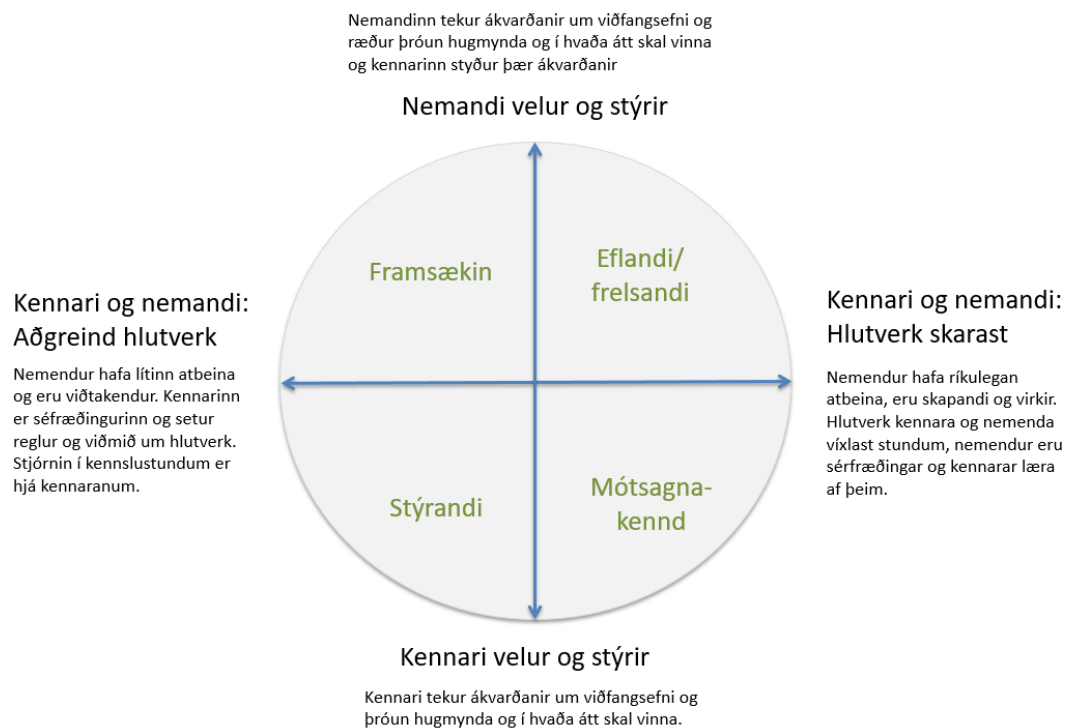 Nemandinn tekur ákvarðanir um viðfangsefni og
ræður þróun hugmynda og í hvaða átt skal vinna
og kennarinn styður þær ákvarðanir
Nemandi velur og stýrir
Framsækin
Eflandi/
frelsandi
Kennari og nemandi:
Aðgreind hlutverk
Nemendur hafa lítinn atbeina
og eru viðtakendur. Kennarinn
er séfræðingurinn og setur
reglur og viðmið um hlutverk.
Stjórnin í kennslustundum er
hjá kennaranum.
Kennari og nemandi:
Hlutverk skarast
Nemendur hafa ríkulegan
atbeina, eru skapandi og virkir.
Hlutverk kennara og nemenda
víxlast stundum, nemendur eru
sérfræðingar og kennarar læra
af þeim.
Stýrandi
Mótsagna-
kennd
Kennari velur og stýrir
Kennari tekur ákvarðanir um viðfangsefni og
þróun hugmynda og í hvaða átt skal vinna.